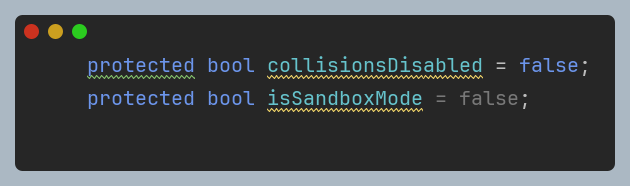 protected bool collisionsDisabled = false;
protected bool isSandboxMode = false;